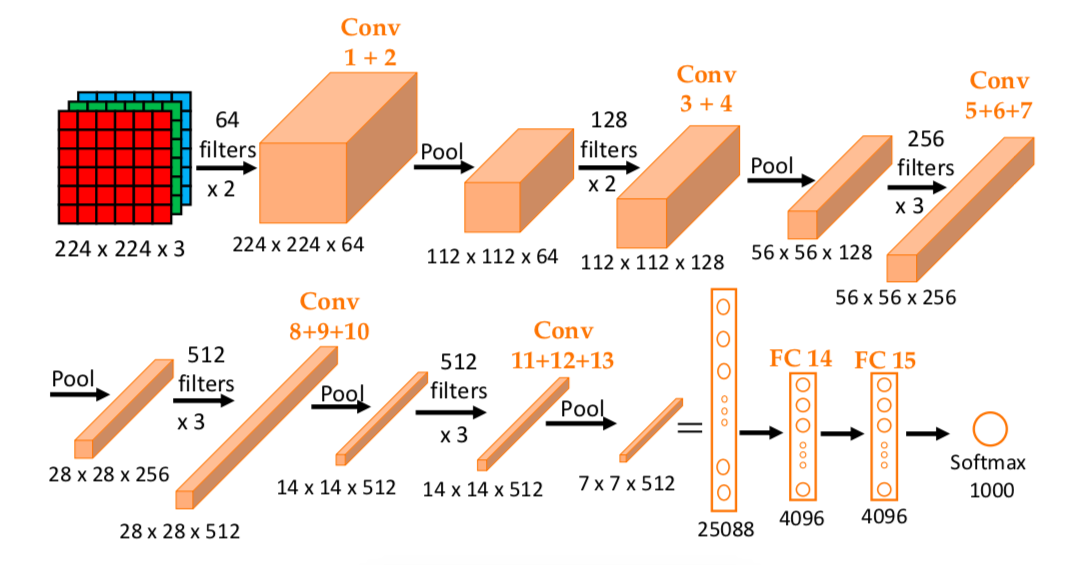 Conv
1 + 2
64
filters
x 2
224 x 224 x 3
224 x 224 x 64
Pool
112 x 112 x 64
128
filters
x 2
Conv
3 + 4
112 x 112 x 128
Pool
56 x 56 x 128
256
filters
x 3
Conv
5+6+7
56 x 56 x 256
Pool
28 x 28 x 256
512
filters
x 3
Conv
8+9+10
28 x 28 x 512
Pool
14 x 14 x 512
512
filters
x 3
Conv
11+12+13
14 x 14 x 512
Pool
7 x 7 x 512
=
25088
FC 14
4096
FC 15
4096
Softmax
1000